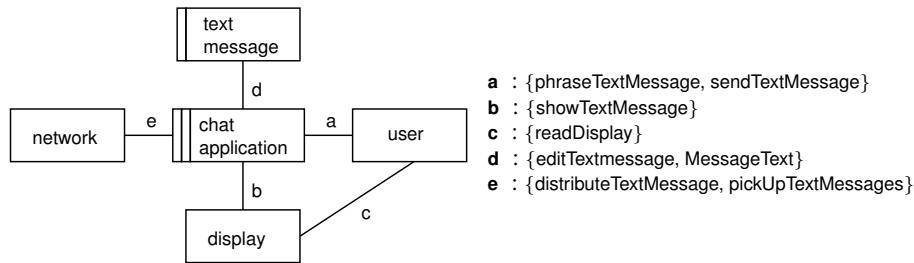 text
message
d
a : {phraseTextMessage, sendTextMessage}
b : {showTextMessage}
c : {readDisplay}
d : {editTextmessage, MessageText}
e : {distributeTextMessage, pickUpTextMessages}
network
e
chat
application
a
user
b
c
display